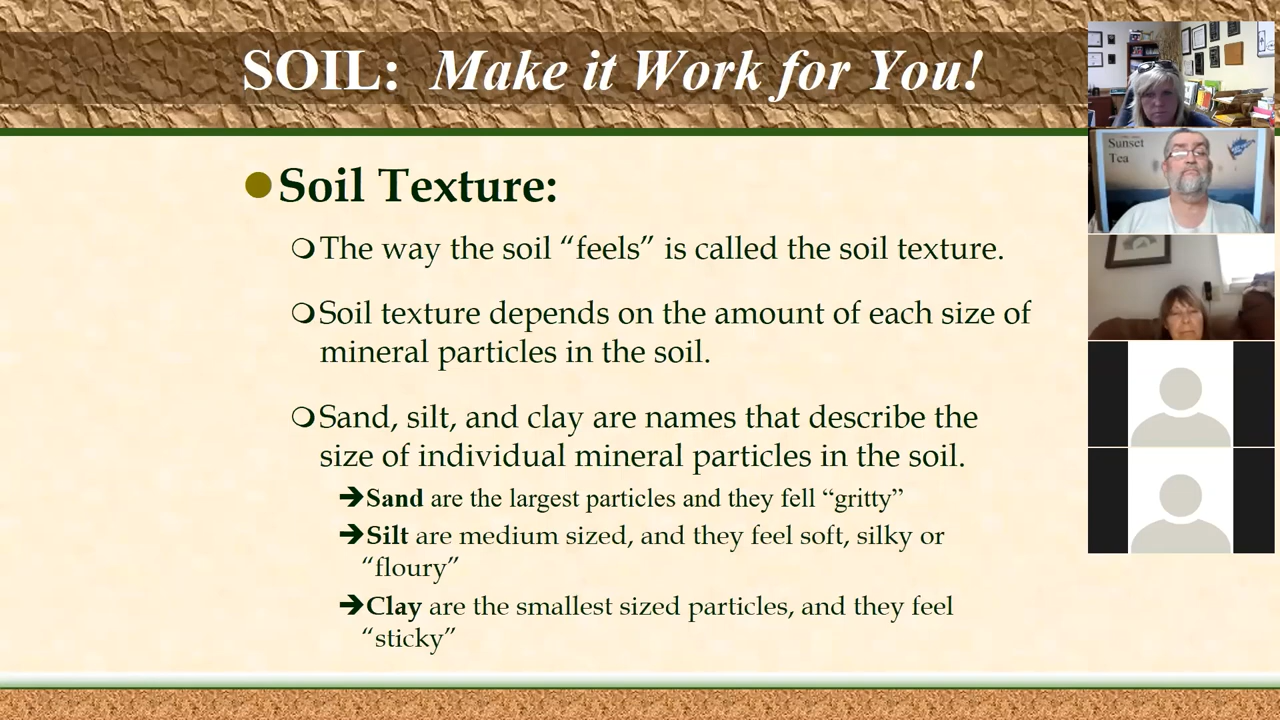 SOIL: Make it Work for You!
Soil Texture:
The way the soil “feels” is called the soil texture.
Soil texture depends on the amount of each size of
mineral particles in the soil.
Sand, silt, and clay are names that describe the
size of individual mineral particles in the soil.
➔Sand are the largest particles and they fell “gritty”
➔Silt are medium sized, and they feel soft, silky or
“floury”
➔Clay are the smallest sized particles, and they feel
“sticky”
Sunset
Tea